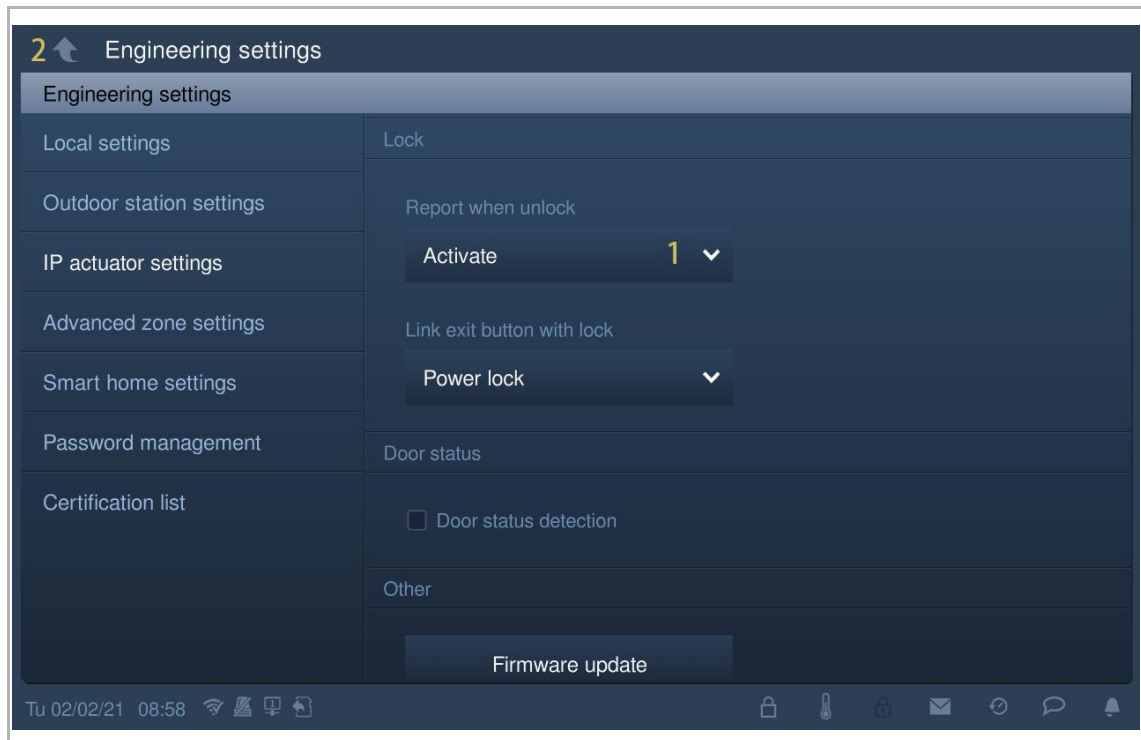 2 Engineering settings
Engineering settings
Local settings
Outdoor station settings
IP actuator settings
Advanced zone settings
Smart home settings
Password management
Certification list
Lock
Report when unlock
Activate 1
Link exit button with lock
Power lock
Door status
Door status detection
Other
Firmware update
Tu 02/02/21 08:58